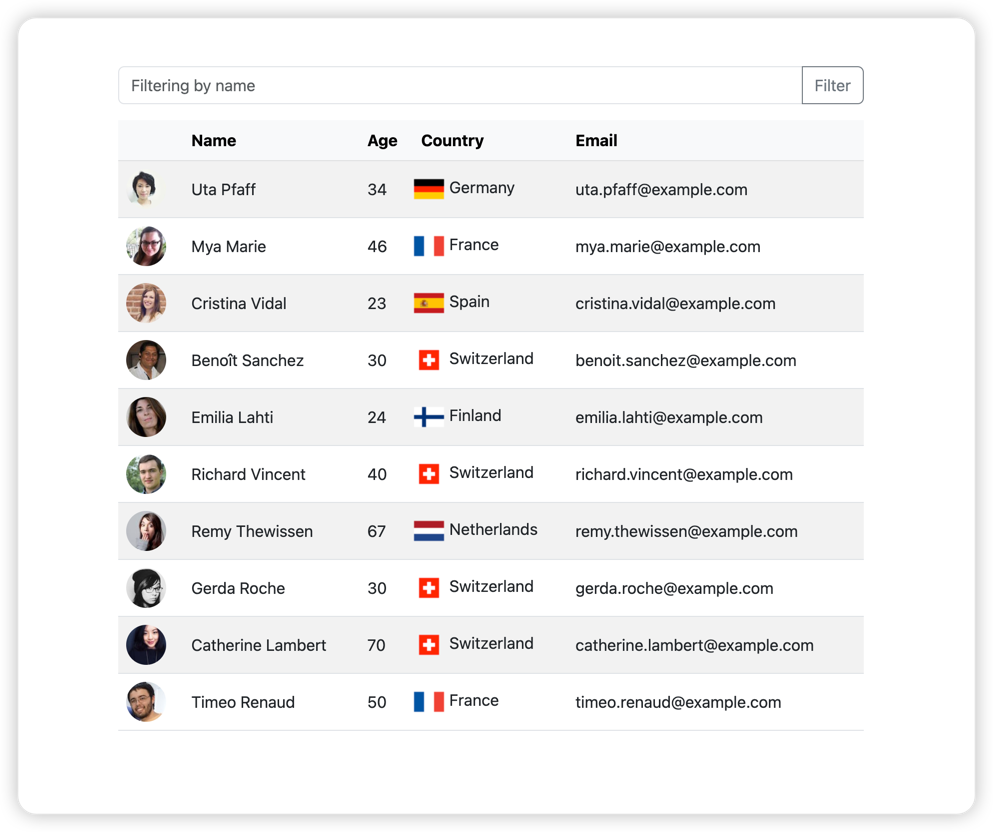 Filtering by name Filter
Name Age Country Email
Uta Pfaff 34 Germany uta.pfaff@example.com
Mya Marie 46 France mya.marie@example.com
Cristina Vidal 23 Spain cristina.vidal@example.com
Benoît Sanchez 30 Switzerland benoit.sanchez@example.com
Emilia Lahti 24 Finland emilia.lahti@example.com
Richard Vincent 40 Switzerland richard.vincent@example.com
Remy Thewissen 67 Netherlands remy.thewissen@example.com
Gerda Roche 30 Switzerland gerda.roche@example.com
Catherine Lambert 70 Switzerland catherine.lambert@example.com
Timeo Renaud 50 France timeo.renaud@example.com